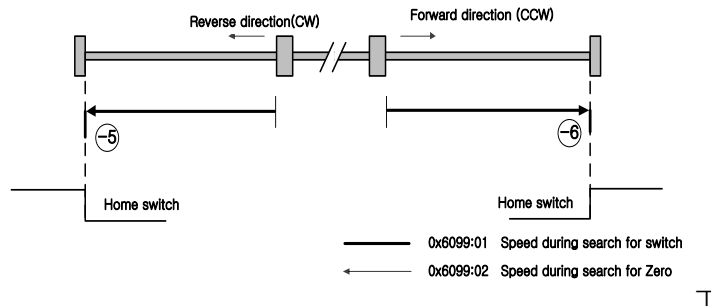 Reverse direction(CW)
Forward direction (CCW)
-5
-6
Home switch
Home switch
0x6099:01 Speed during search for switch
0x6099:02 Speed during search for Zero